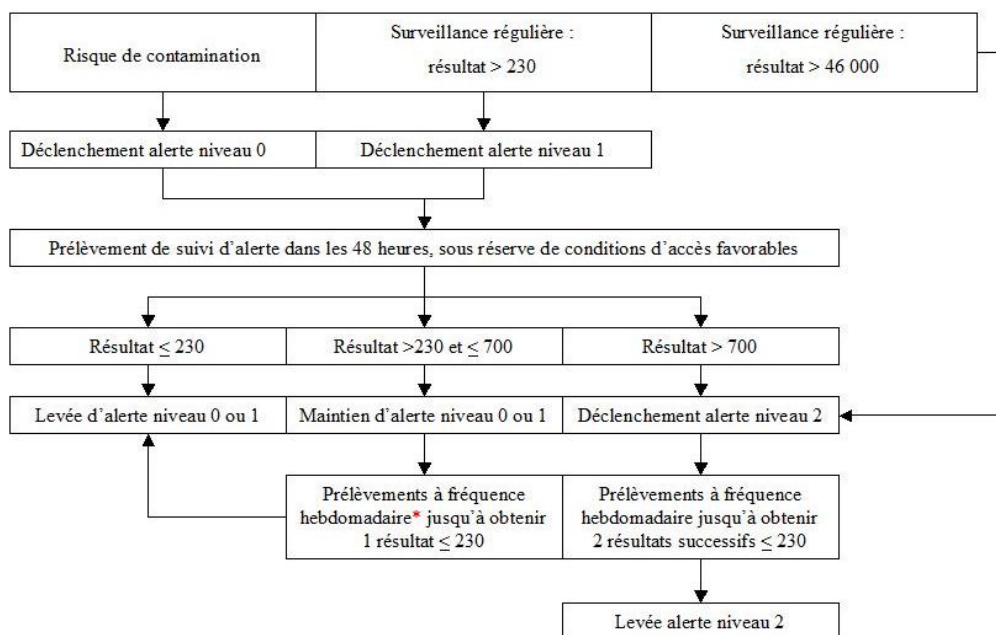 Risque de contamination
Surveillance régulière :
résultat > 230
Surveillance régulière :
résultat > 46 000
Déclenchement alerte niveau 0
Déclenchement alerte niveau 1
Prélèvement de suivi d’alerte dans les 48 heures, sous réserve de conditions d’accès favorables
Résultat ≤ 230
Résultat >230 et ≤ 700
Résultat > 700
Levée d’alerte niveau 0 ou 1
Maintien d’alerte niveau 0 ou 1
Déclenchement alerte niveau 2
Prélèvements à fréquence
hebdomadaire* jusqu’à obtenir
1 résultat ≤ 230
Prélèvements à fréquence
hebdomadaire jusqu’à obtenir
2 résultats successifs ≤ 230
Levée alerte niveau 2